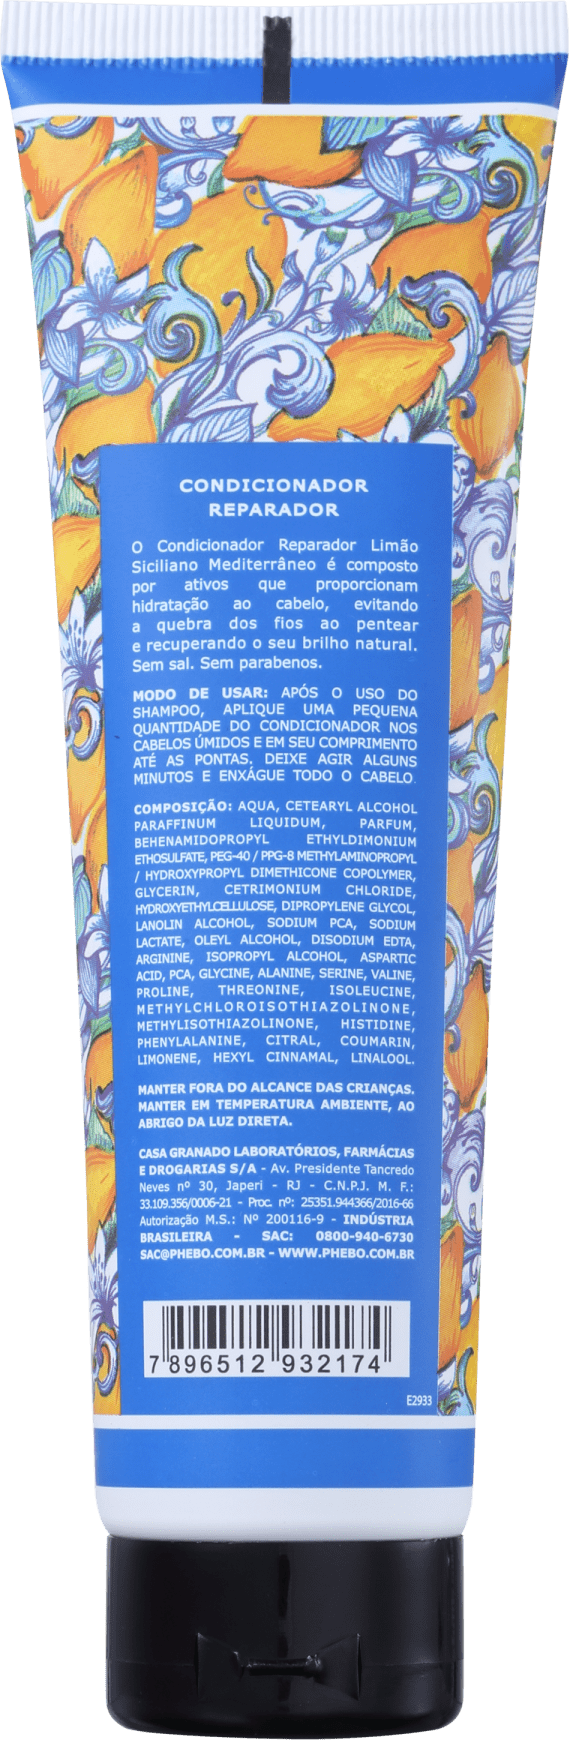 CONDICIONADOR
REPARADOR
O Condicionador Reparador Limão
Siciliano Mediterrâneo é composto
por ativos que proporcionam
hidratação ao cabelo, evitando
a quebra dos fios ao pentear
e recuperando o seu brilho natural.
Sem sal. Sem parabenos.
MODO DE USAR: APÓS O USO DO
SHAMPOO, APLIQUE UMA PEQUENA
QUANTIDADE DO CONDICIONADOR NOS
CABELOS ÚMIDOS E EM SEU COMPRIMENTO
ATÉ AS PONTAS. DEIXE AGIR ALGUNS
MINUTOS E ENXÁGUE TODO O CABELO.
COMPOSIÇÃO: AQUA, CETEARYL ALCOHOL
PARAFFINUM LIQUIDUM, PARFUM,
BEHENAMIDOPROPYL ETHYLDIMONIUM
ETHOSULFATE, PEG-40 / PPG-8 METHYLAMINOPROPYL
/ HYDROXYPROPYL DIMETHICONE COPOLYMER,
GLYCERIN, CETRIMONIUM CHLORIDE,
HYDROXYETHYLCELLULOSE, DIPROPYLENE GLYCOL,
LANOLIN ALCOHOL, SODIUM PCA, SODIUM
LACTATE, OLEYL ALCOHOL, DISODIUM EDTA,
ARGININE, ISOPROPYL ALCOHOL, ASPARTIC
ACID, PCA, GLYCINE, ALANINE, SERINE, VALINE,
PROLINE, THREONINE, ISOLEUCINE,
METHYLCHLOROISOTHIAZOLINONE,
METHYLISOTHIAZOLINONE, HISTIDINE,
PHENYLALANINE, CITRAL, COUMARIN,
LIMONENE, HEXYL CINNAMAL, LINALOOL.
MANTER FORA DO ALCANCE DAS CRIANÇAS.
MANTER EM TEMPERATURA AMBIENTE, AO
ABRIGO DA LUZ DIRETA.
CASA GRANADO LABORATÓRIOS, FARMÁCIAS
E DROGARIAS S/A - Av. Presidente Tancredo
Neves nº 30, Japeri - RJ - C.N.P.J. M. F.:
33.109.356/0006-21 - Proc. nº: 25351.944366/2016-66
Autorização M.S.: Nº 200116-9 - INDÚSTRIA
BRASILEIRA - SAC: 0800-940-6730
SAC@PHEBO.COM.BR - WWW.PHEBO.COM.BR
7 896512 932174
E2933